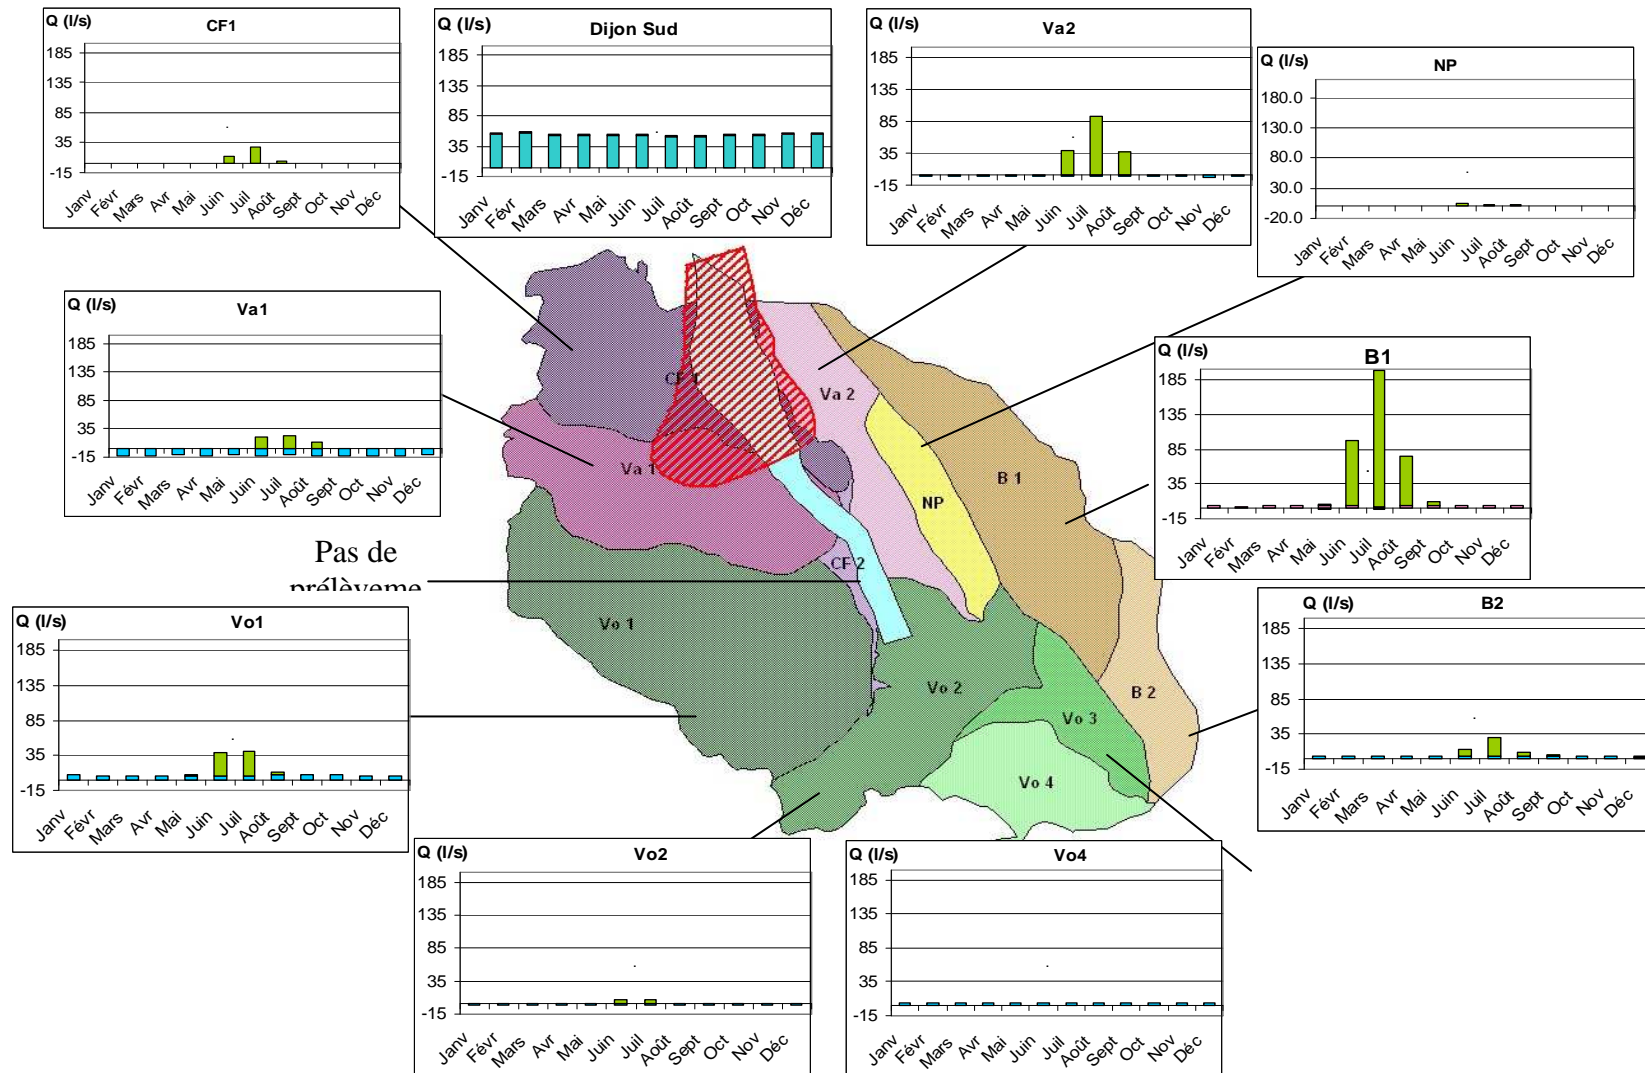 Q (l/s)
CF1
185
135
85
35
-15
Janv
Févr
Mars
Avr
Mai
Juin
Juil
Août
Sept
Oct
Nov
Déc
Q (l/s)
Dijon Sud
185
135
85
35
-15
Janv
Févr
Mars
Avr
Mai
Juin
Juil
Août
Sept
Oct
Nov
Déc
Q (l/s)
Va2
185
135
85
35
-15
Janv
Févr
Mars
Avr
Mai
Juin
Juil
Août
Sept
Oct
Nov
Déc
Q (l/s)
NP
180.0
130.0
80.0
30.0
-20.0
Janv
Févr
Mars
Avr
Mai
Juin
Juil
Août
Sept
Oct
Nov
Déc
Q (l/s)
Va1
185
135
85
35
-15
Janv
Févr
Mars
Avr
Mai
Juin
Juil
Août
Sept
Oct
Nov
Déc
CF 1
Va 2
Va 1
B 1
NP
CF 2
Vo 1
Vo 2
B 2
Vo 3
Vo 4
Q (l/s)
B1
185
135
85
35
-15
Janv
Févr
Mars
Avr
Mai
Juin
Juil
Août
Sept
Oct
Nov
Déc
Pas de
prélèveme
Q (l/s)
Vo1
185
135
85
35
-15
Janv
Févr
Mars
Avr
Mai
Juin
Juil
Août
Sept
Oct
Nov
Déc
Q (l/s)
B2
185
135
85
35
-15
Janv
Févr
Mars
Avr
Mai
Juin
Juil
Août
Sept
Oct
Nov
Déc
Q (l/s)
Vo2
185
135
85
35
-15
Janv
Févr
Mars
Avr
Mai
Juin
Juil
Août
Sept
Oct
Nov
Déc
Q (l/s)
Vo4
185
135
85
35
-15
Janv
Févr
Mars
Avr
Mai
Juin
Juil
Août
Sept
Oct
Nov
Déc